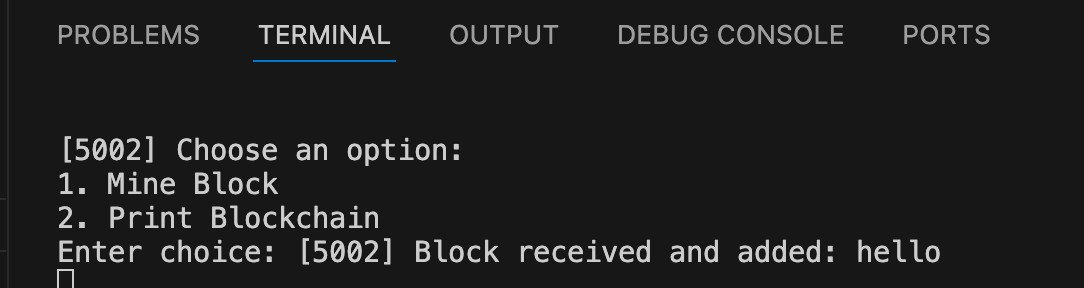 PROBLEMS TERMINAL OUTPUT DEBUG CONSOLE PORTS
[5002] Choose an option:
1. Mine Block
2. Print Blockchain
Enter choice: [5002] Block received and added: hello